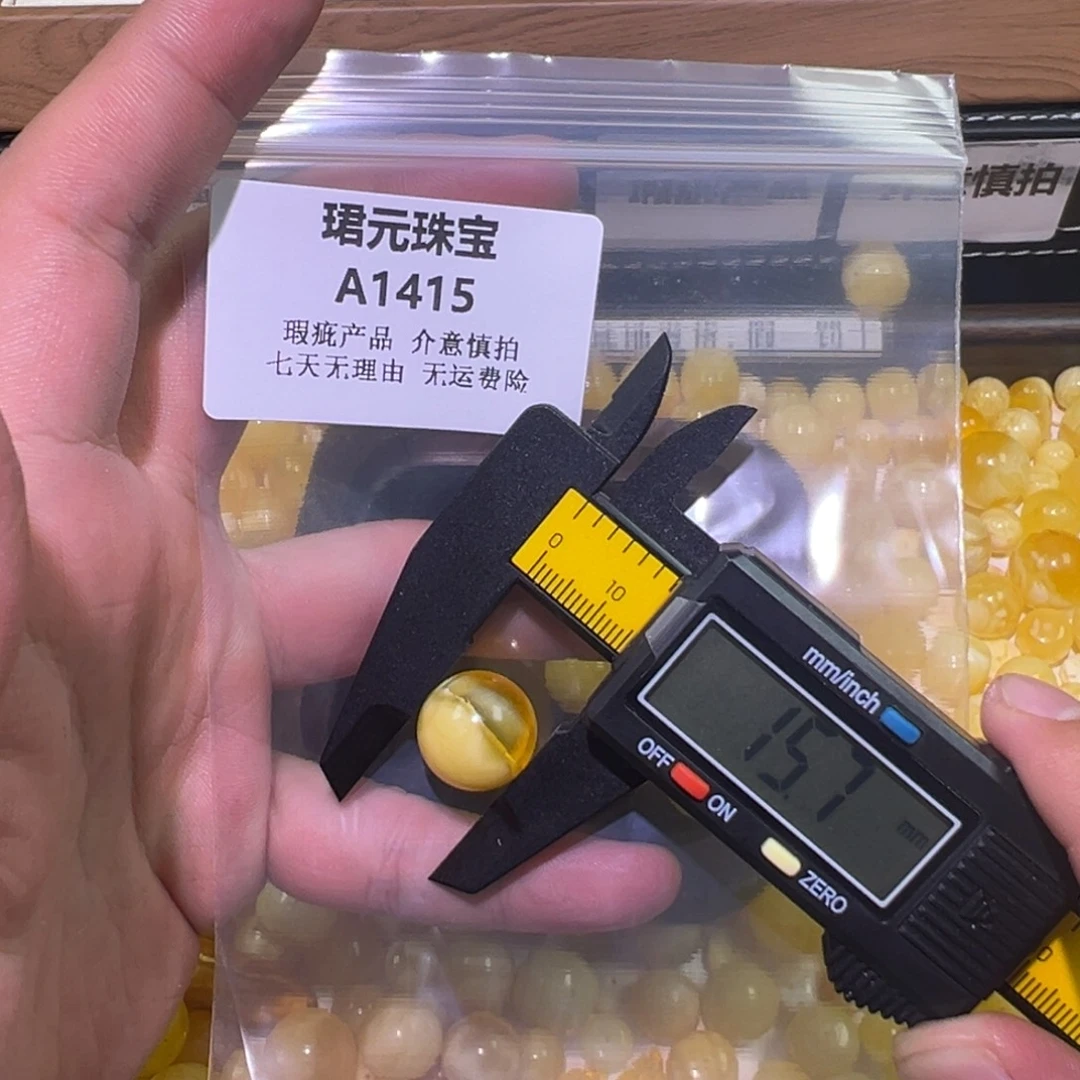 珺元珠宝
A1415
瑕疵产品 介意慎拍
七天无理由 无运费险
慎拍
0
10
mm/inch
15.7
mm
OFF
ON
ZERO